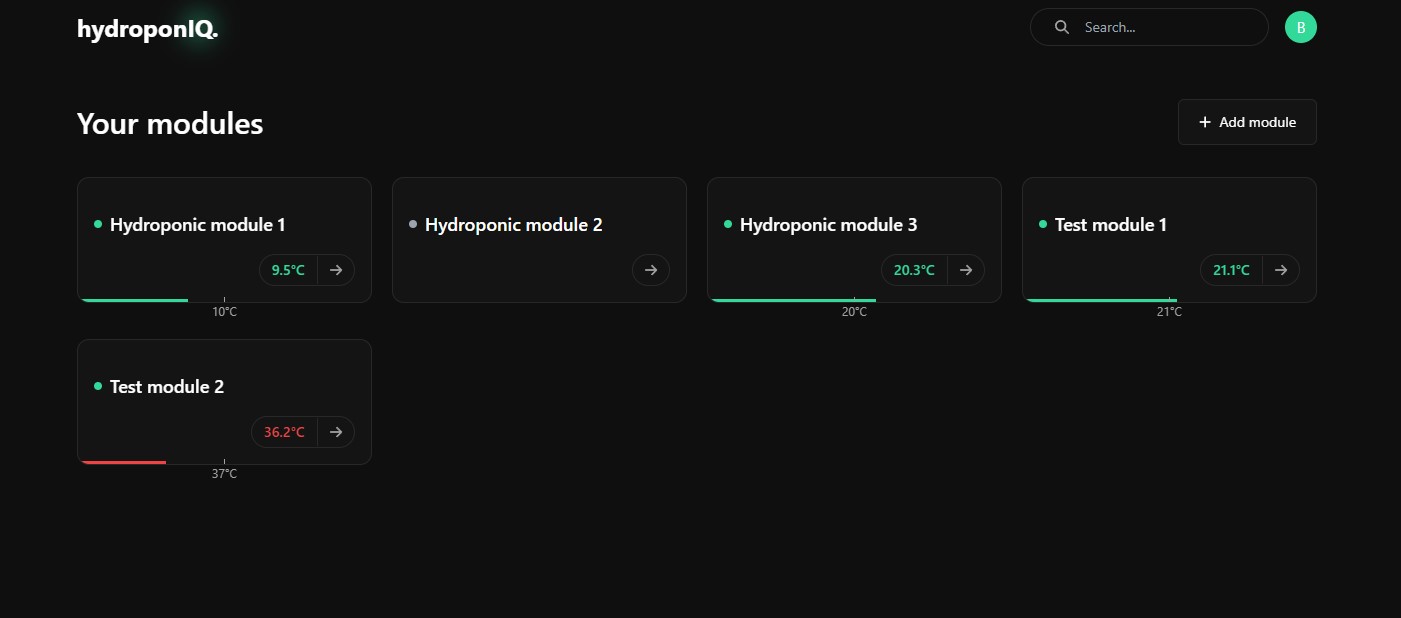 hydroponIQ.
Search...
B
Your modules
+ Add module
Hydroponic module 1
9.5°C
10°C
Hydroponic module 2
Hydroponic module 3
20.3°C
20°C
Test module 1
21.1°C
21°C
Test module 2
36.2°C
37°C